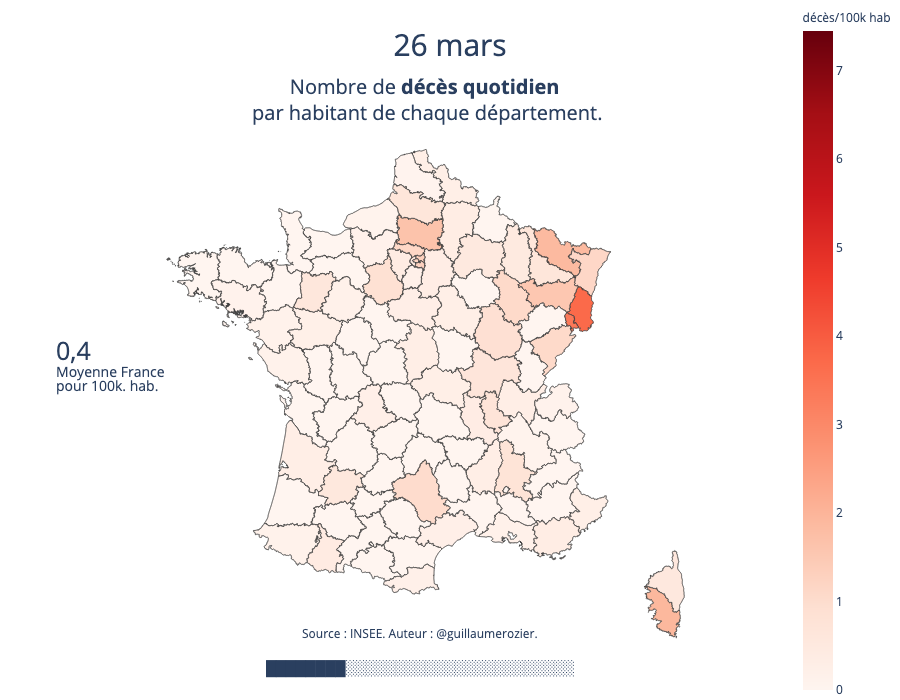 décès/100k hab
26 mars
Nombre de décès quotidien
par habitant de chaque département.
7
6
5
4
3
2
1
0
0,4
Moyenne France
pour 100k. hab.
Source : INSEE. Auteur : @guillaumerozier.